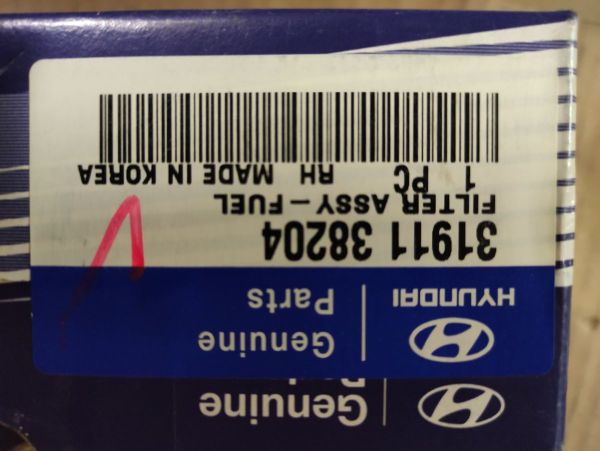 Genuine
HYUNDAI
Genuine
Parts
31911 38204
FILTER ASSY-FUEL
1 PC RH MADE IN KOREA